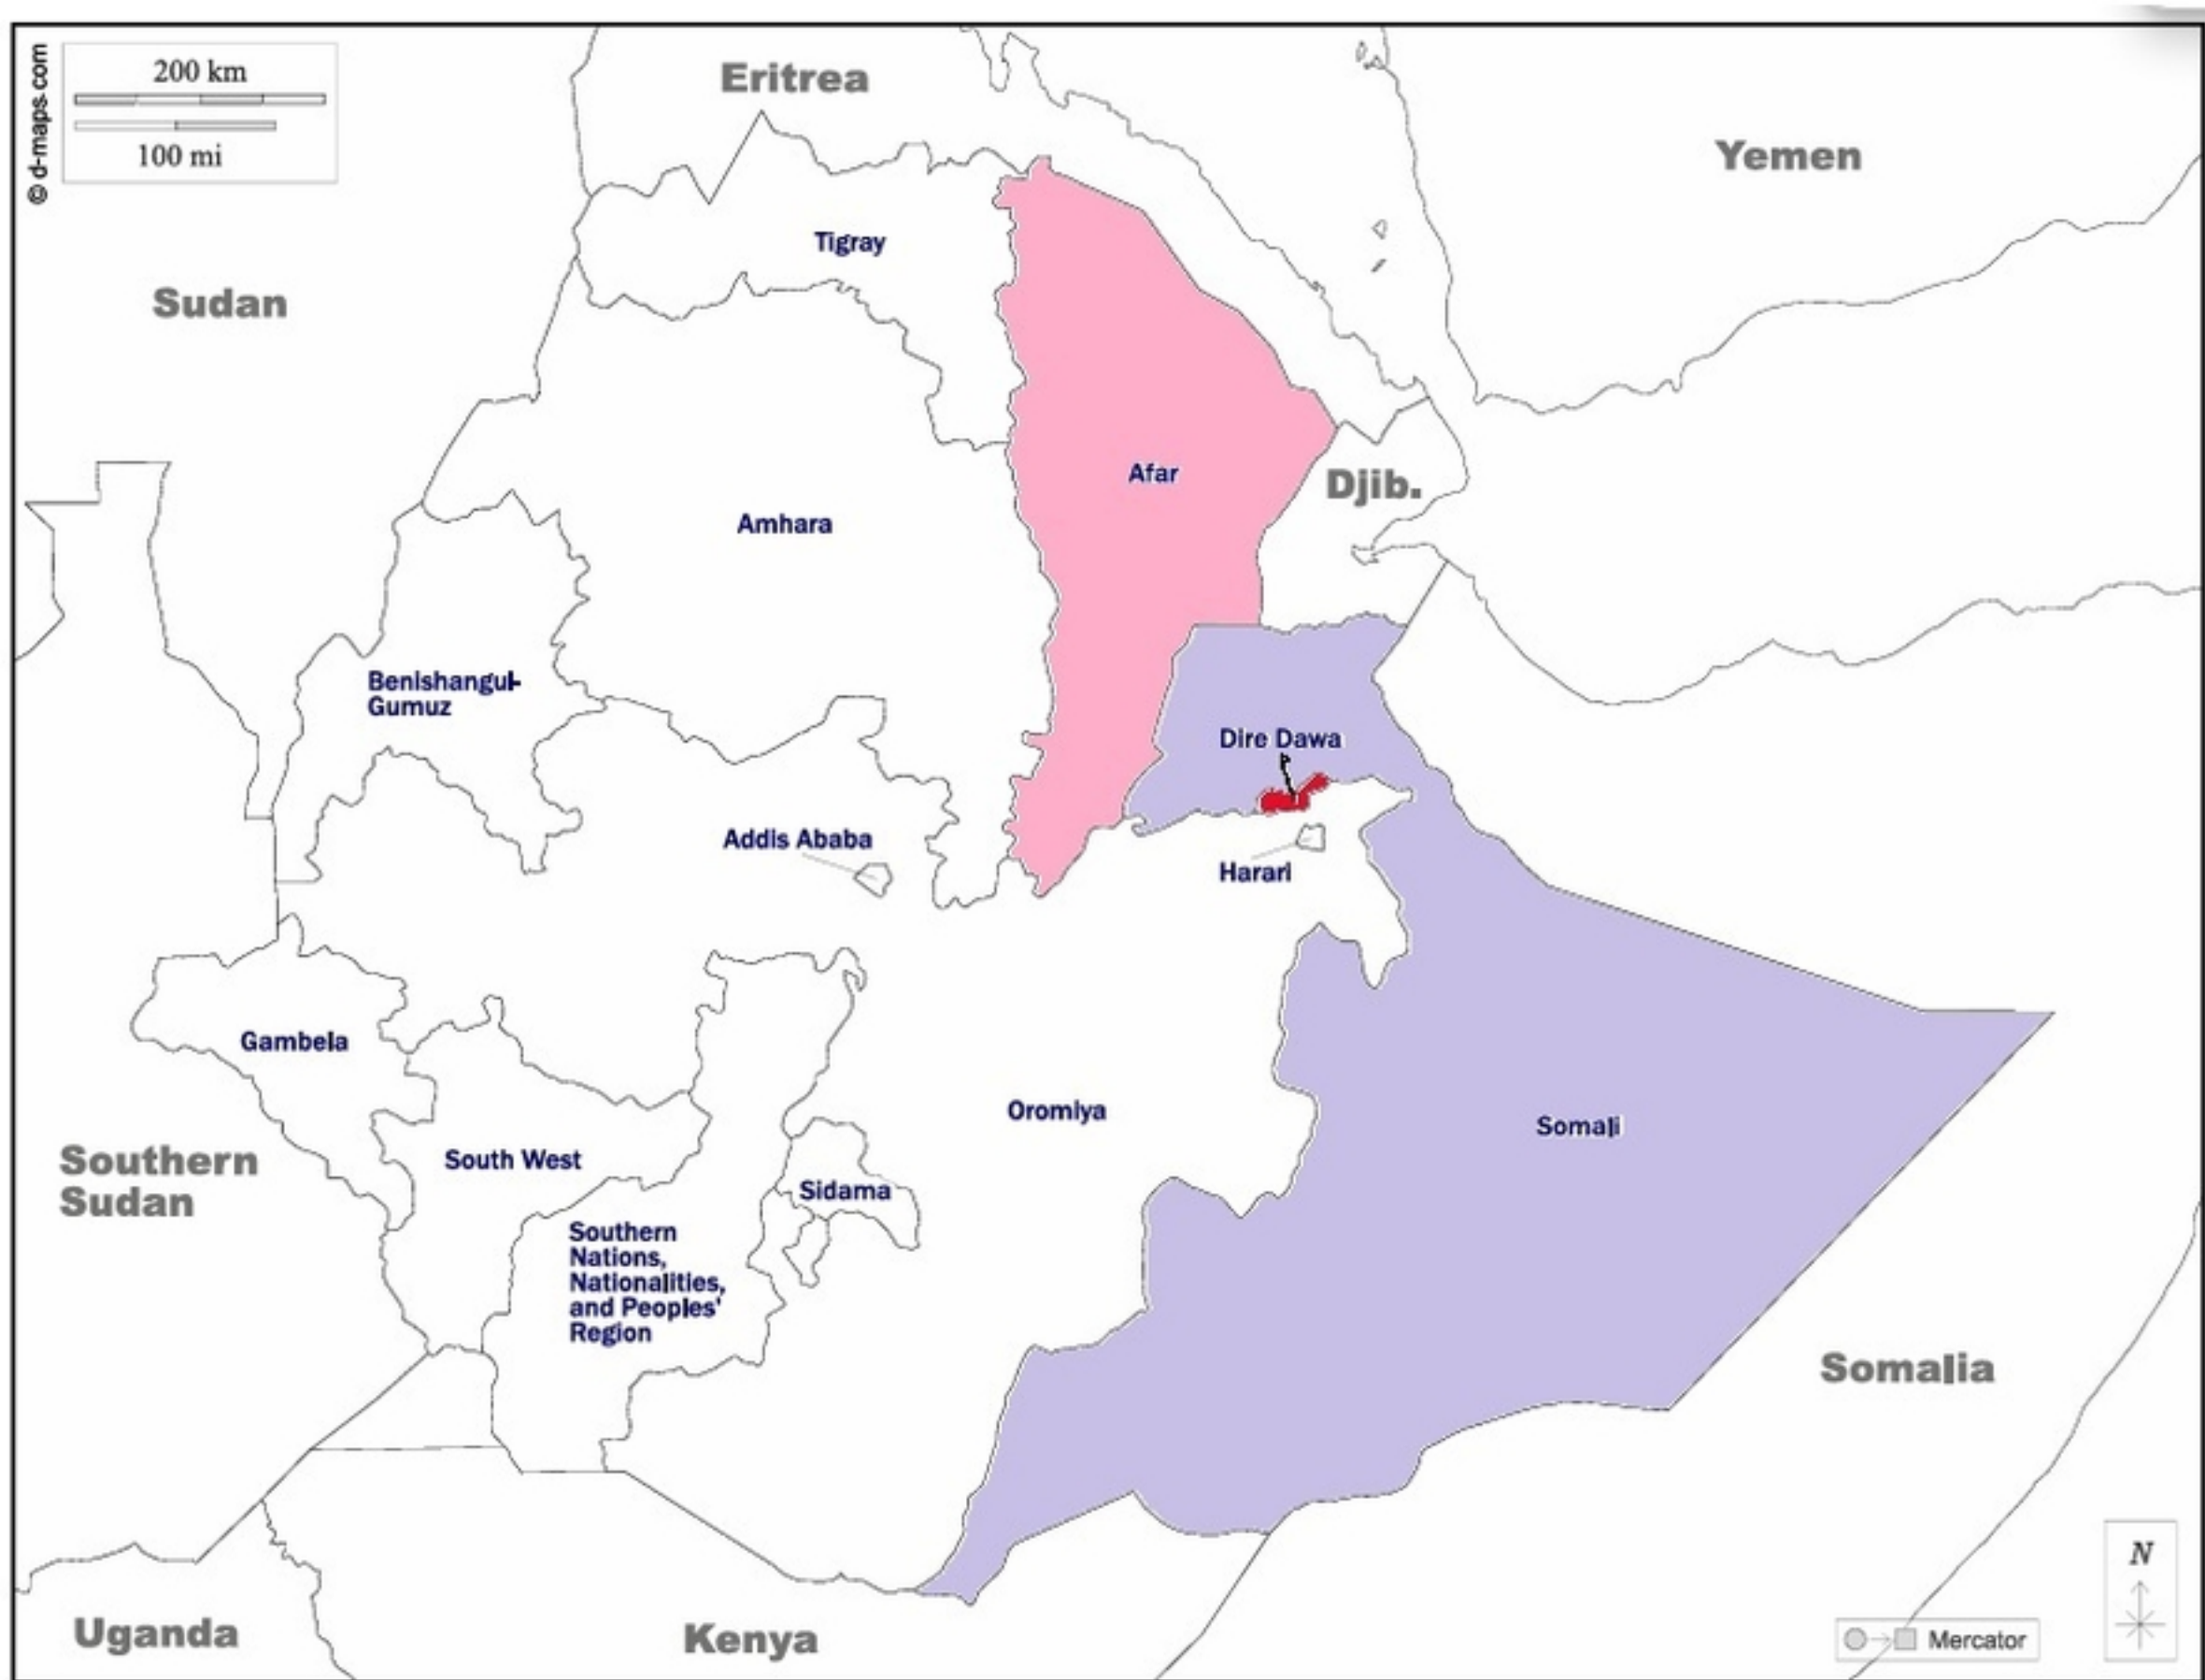 © d-maps.com
200 km
100 mi
Eritrea
Yemen
Tigray
Sudan
Afar
Djib.
Amhara
Benishangul-
Gumuz
Dire Dawa
Addis Ababa
Harari
Gambela
Oromiya
Somali
Southern
Sudan
South West
Sidama
Southern
Nations,
Nationalities,
and Peoples'
Region
Somalia
N
Uganda
Kenya
Mercator